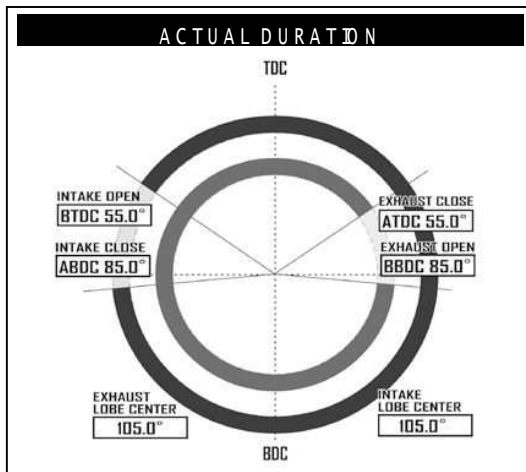 ACTUAL DURATION
TDC
INTAKE OPEN
BTDC 55.0°
EXHAUST CLOSE
ATDC 55.0°
INTAKE CLOSE
ABDC 85.0°
EXHAUST OPEN
BBDC 85.0°
EXHAUST
LOBE CENTER
105.0°
INTAKE
LOBE CENTER
105.0°
BDC